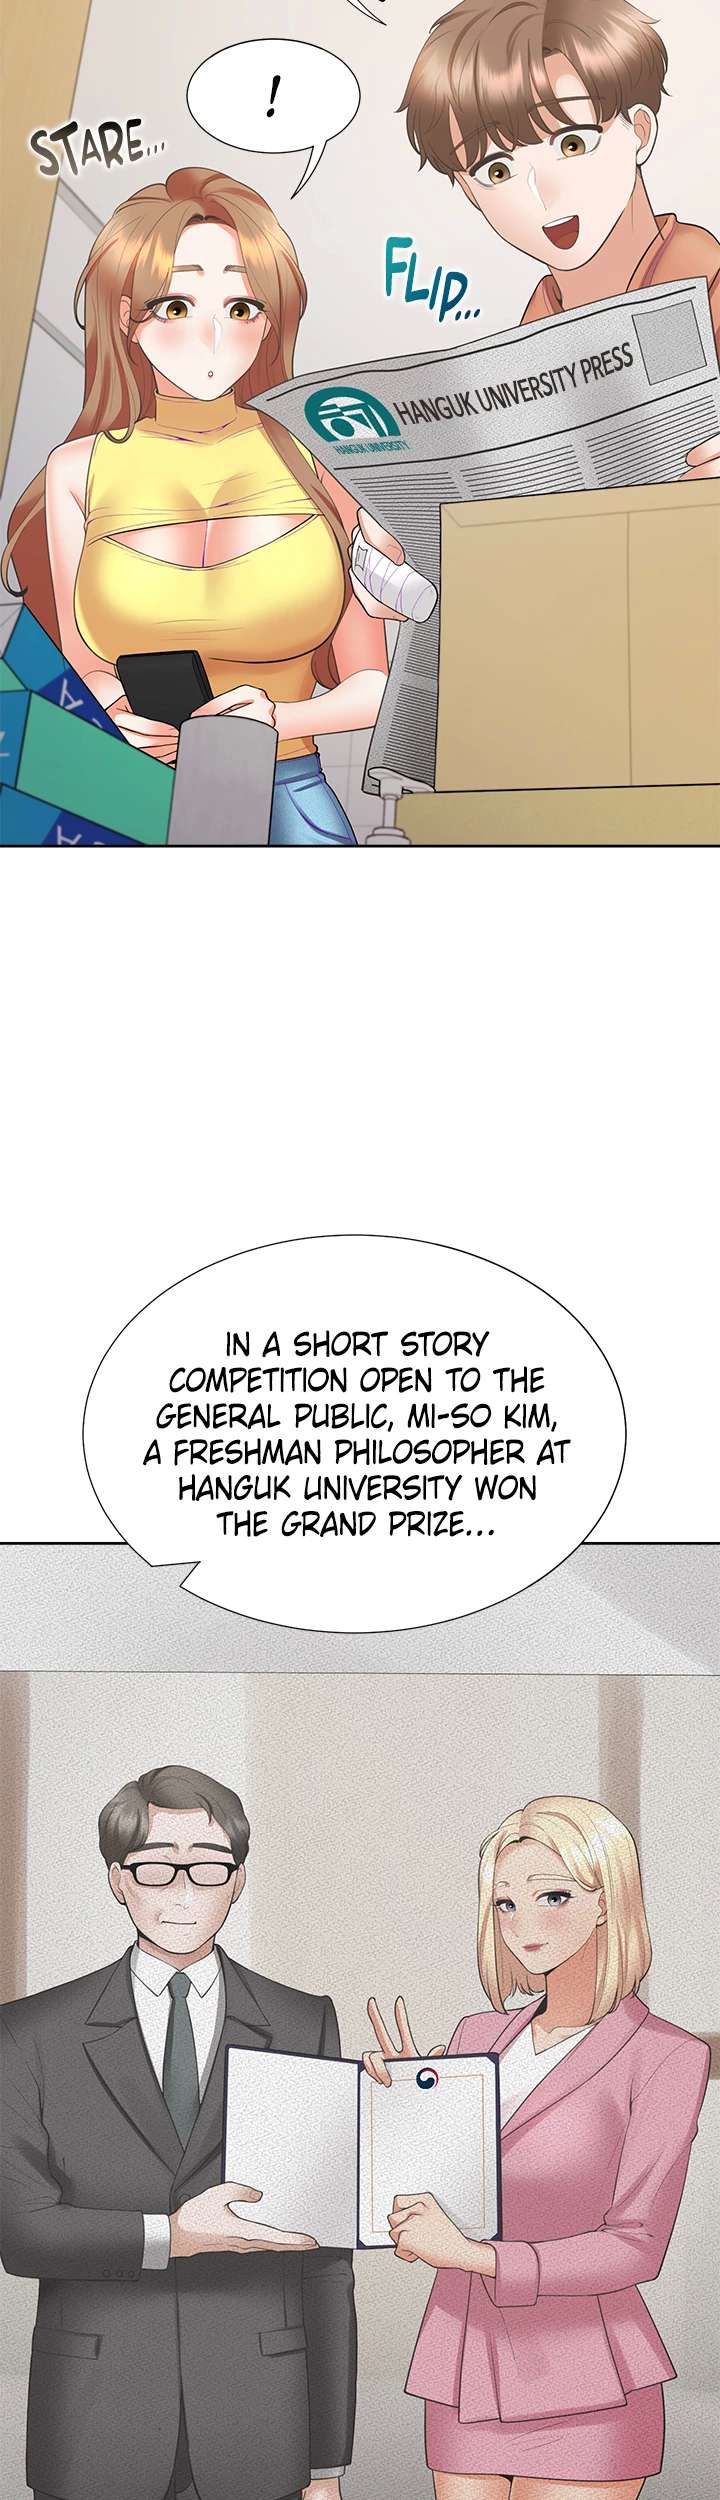 !
STARE...
FLIP...
HANGUK UNIVERSITY PRESS
HANGUK UNIVERSITY
A
A
IN A SHORT STORY
COMPETITION OPEN TO THE
GENERAL PUBLIC, MI-SO KIM,
A FRESHMAN PHILOSOPHER AT
HANGUK UNIVERSITY WON
THE GRAND PRIZE...